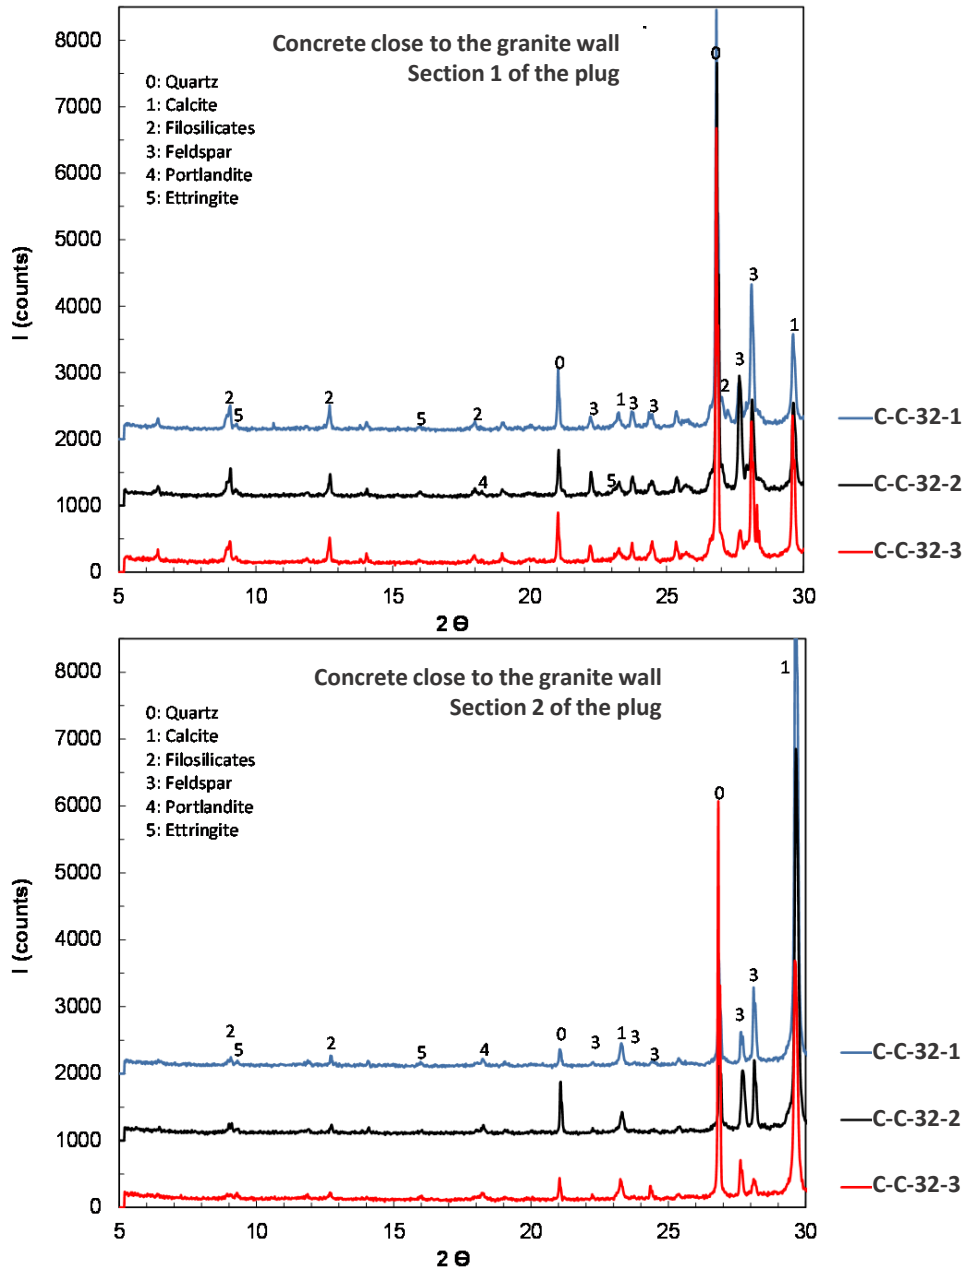 Concrete close to the granite wall
Section 1 of the plug
0: Quartz
1: Calcite
2: Filosilicates
3: Feldspar
4: Portlandite
5: Ettringite
I (counts)
8000
7000
6000
5000
4000
3000
2000
1000
0
0
3
1
3
2
0
2
5
2
5
2
3
1
3
3
4
5
C-C-32-1
C-C-32-2
C-C-32-3
5
10
15
20
25
30
2 Θ
Concrete close to the granite wall
Section 2 of the plug
0: Quartz
1: Calcite
2: Filosilicates
3: Feldspar
4: Portlandite
5: Ettringite
I (counts)
8000
7000
6000
5000
4000
3000
2000
1000
0
1
0
3
3
2
5
2
5
4
0
3
1
3
3
C-C-32-1
C-C-32-2
C-C-32-3
5
10
15
20
25
30
2 Θ